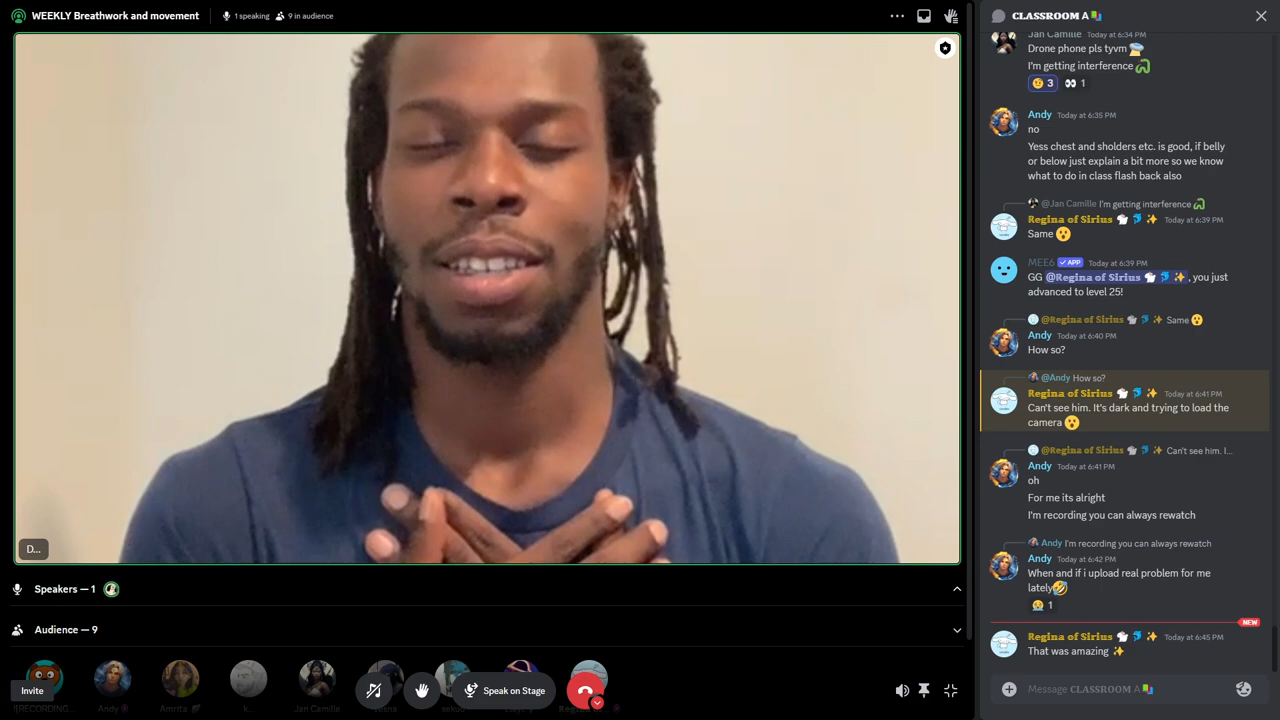 WEEKLY Breathwork and movement
1 speaking
9 in audience
CLASSROOM A
Jan Camille Today at 6:34 PM
Drone phone pls tyvm
I'm getting interference
3
1
Andy Today at 6:35 PM
no
Yess chest and sholders etc. is good, if belly
or below just explain a bit more so we know
what to do in class flash back also
@Jan Camille I'm getting interference
Regina of Sirius Today at 6:39 PM
Same
MEE6 APP Today at 6:39 PM
GG @Regina of Sirius, you just
advanced to level 25!
@Regina of Sirius Same
Andy Today at 6:40 PM
How so?
@Andy How so?
Regina of Sirius Today at 6:41 PM
Can't see him. It's dark and trying to load the
camera
@Regina of Sirius Can't see him. I...
Andy Today at 6:41 PM
oh
For me its alright
I'm recording you can always rewatch
Andy I'm recording you can always rewatch
Andy Today at 6:42 PM
When and if i upload real problem for me
lately
1
NEW
Regina of Sirius Today at 6:45 PM
That was amazing
Message CLASSROOM A
D...
Speakers — 1
Audience — 9
Invite
Speak on Stage
Andy
Amrita
k...
Jan Camille